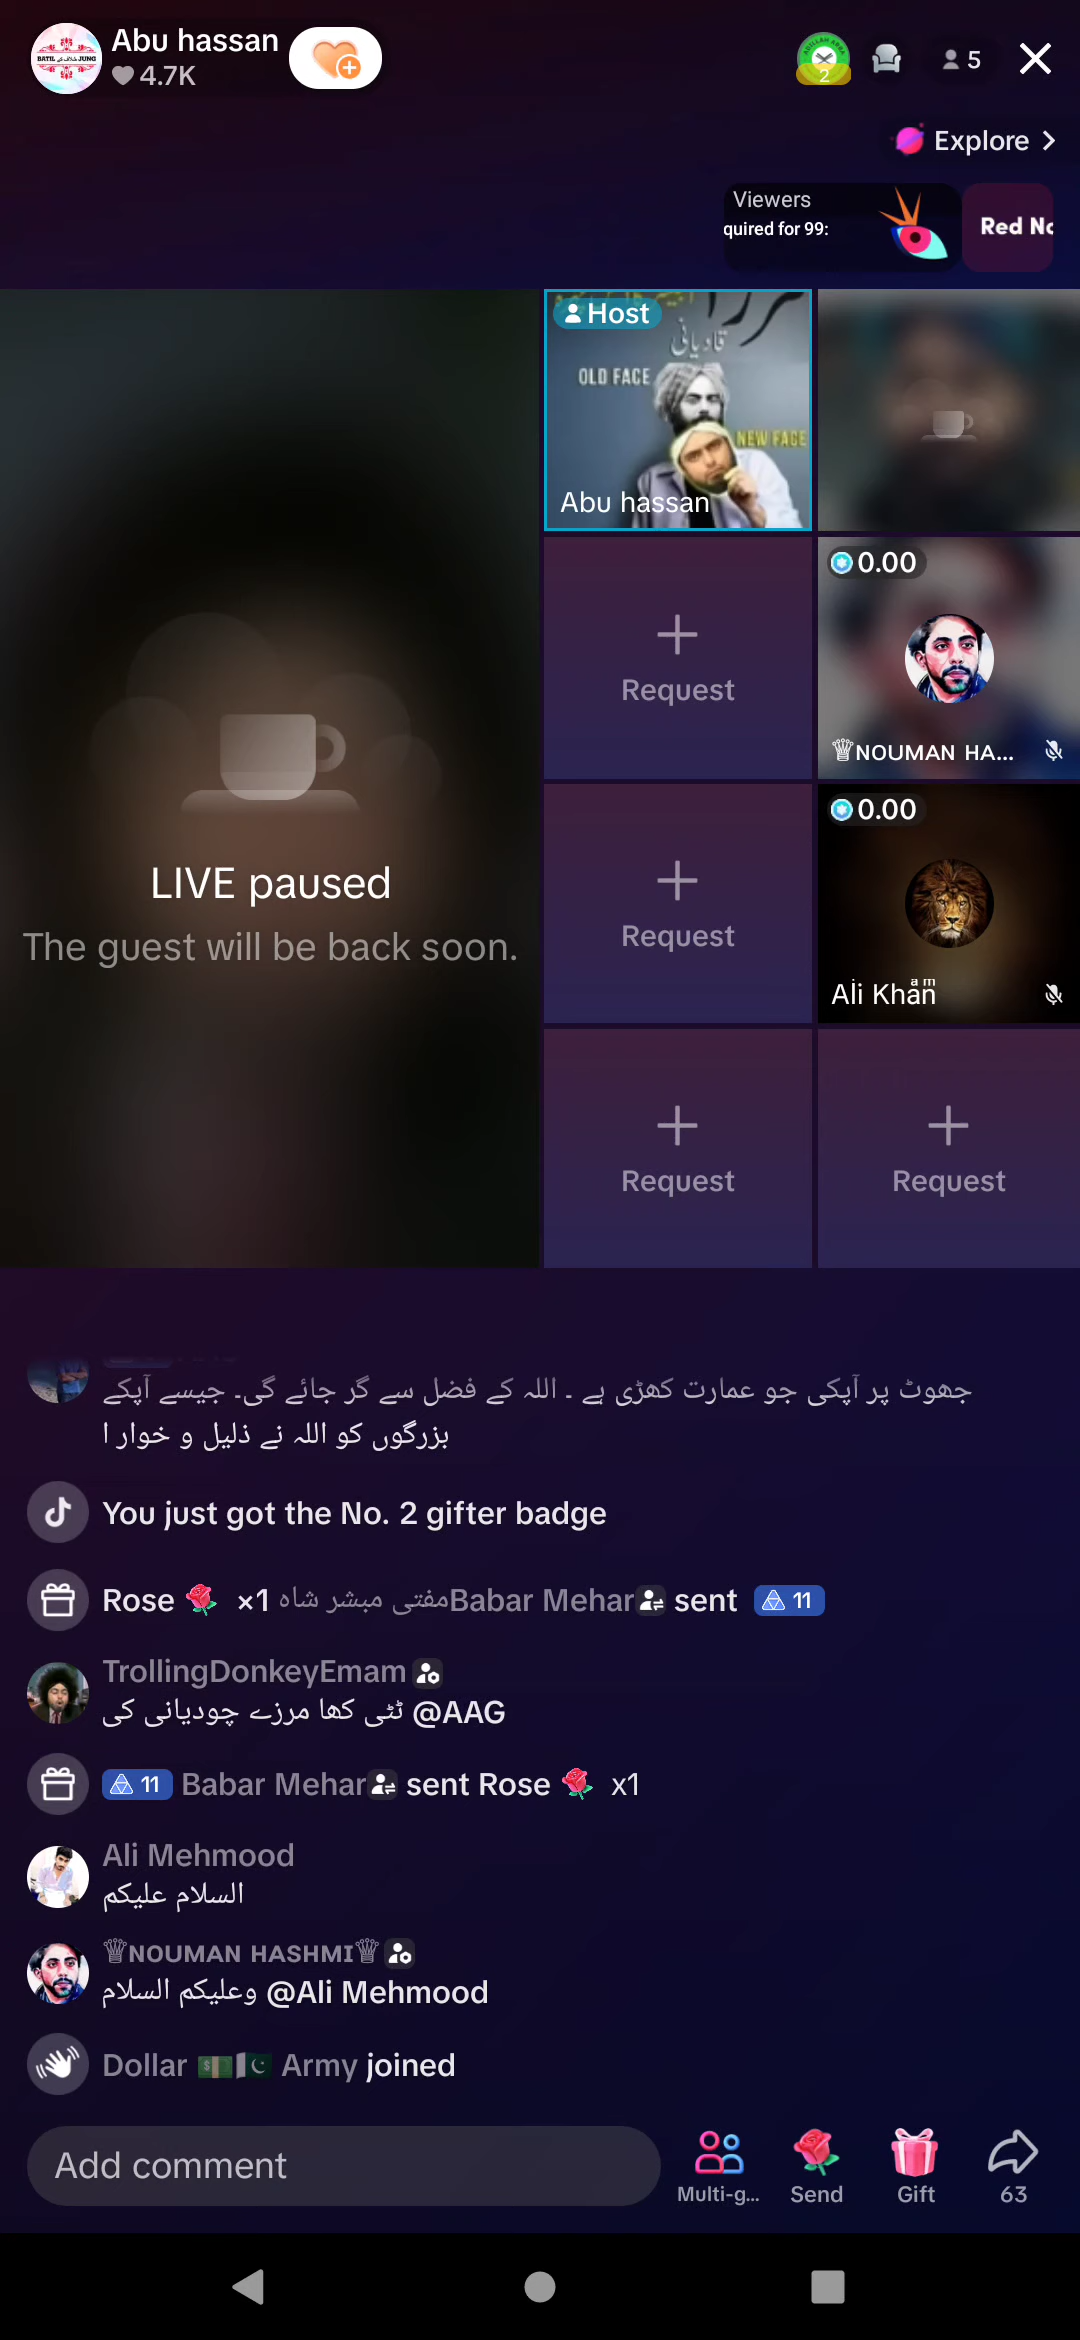 Abu hassan
4.7K
2
5
Explore
Viewers
quired for 99:
Red No
Host
قادیانی
OLD FACE
NEW FACE
Abu hassan
LIVE paused
The guest will be back soon.
Request
0.00
♕NOUMAN HA...
Request
0.00
Ali Khan
Request
Request
جھوٹ پر آپکی جو عمارت کھڑی ہے ۔ اللہ کے فضل سے گر جائے گی۔ جیسے آپکے
بزرگوں کو اللہ نے ذلیل و خوار ا
You just got the No. 2 gifter badge
Rose 🌹 ×1 مفتی مبشر شاہ Babar Mehar sent 11
TrollingDonkeyEmam
ٹٹی کھا مرزے چودیانی کی @AAG
11 Babar Mehar sent Rose 🌹 x1
Ali Mehmood
السلام علیکم
♕NOUMAN HASHMI♕
وعلیکم السلام @Ali Mehmood
Dollar 💵🇵🇰 Army joined
Add comment
Multi-g...
Send
Gift
63